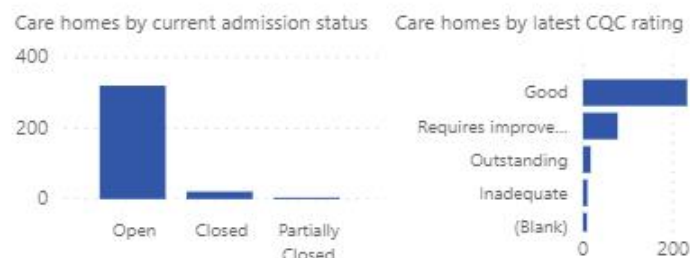 Care homes by current admission status
400
200
0
Open
Closed
Partially
Closed
Care homes by latest CQC rating
Good
Requires improve...
Outstanding
Inadequate
(Blank)
0
200